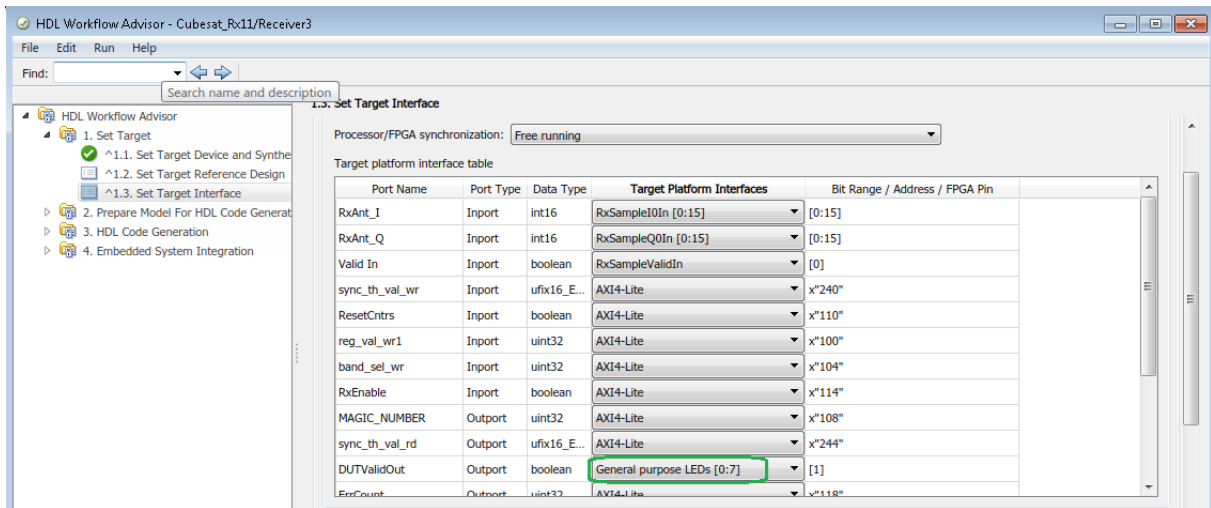 HDL Workflow Advisor - Cubesat_Rx11/Receiver3
File Edit Run Help
Find:
Search name and description
HDL Workflow Advisor
1. Set Target
^1.1. Set Target Device and Synthe
^1.2. Set Target Reference Design
^1.3. Set Target Interface
2. Prepare Model For HDL Code Generat
3. HDL Code Generation
4. Embedded System Integration
1.3. Set Target Interface
Processor/FPGA synchronization: Free running
Target platform interface table
Port Name Port Type Data Type Target Platform Interfaces Bit Range / Address / FPGA Pin
RxAnt_I Inport int16 RxSampleI0In [0:15] [0:15]
RxAnt_Q Inport int16 RxSampleQ0In [0:15] [0:15]
Valid In Inport boolean RxSampleValidIn [0]
sync_th_val_wr Inport ufix16_E... AXI4-Lite x"240"
ResetCntrs Inport boolean AXI4-Lite x"110"
reg_val_wr1 Inport uint32 AXI4-Lite x"100"
band_sel_wr Inport uint32 AXI4-Lite x"104"
RxEnable Inport boolean AXI4-Lite x"114"
MAGIC_NUMBER Outport uint32 AXI4-Lite x"108"
sync_th_val_rd Outport ufix16_E... AXI4-Lite x"244"
DUTValidOut Outport boolean General purpose LEDs [0:7] [1]
ErrCount Outport uint32 AXI4-Lite x"118"